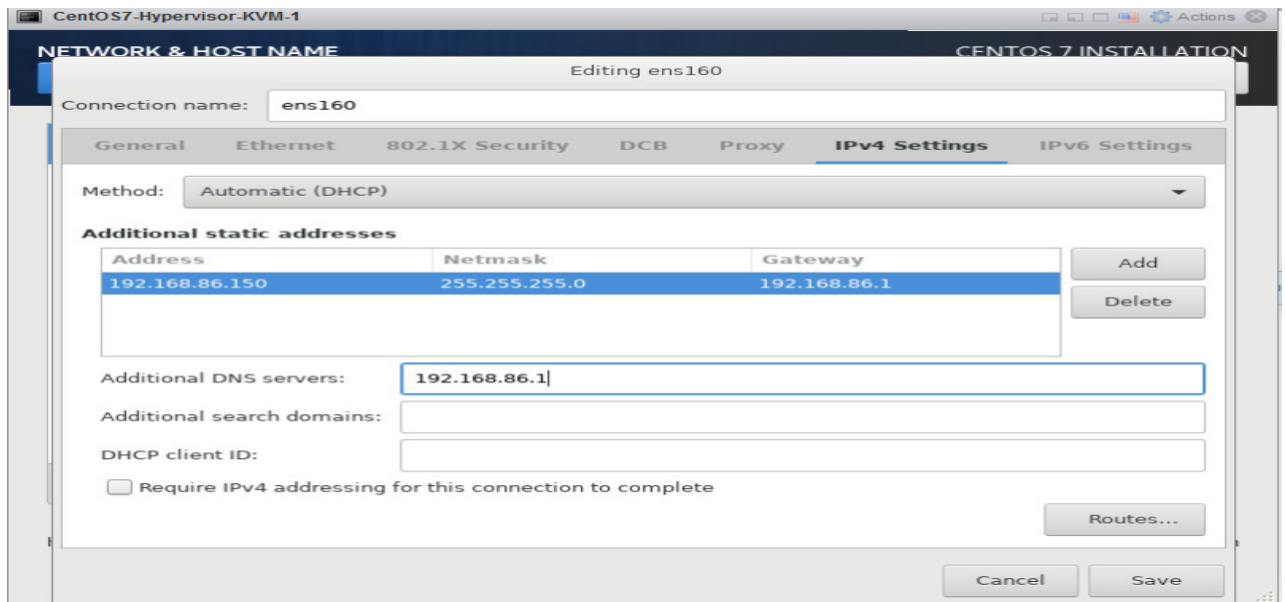 CentOS7-Hypervisor-KVM-1 Actions
NETWORK & HOST NAME CENTOS 7 INSTALLATION
Editing ens160
Connection name: ens160
General Ethernet 802.1X Security DCB Proxy IPv4 Settings IPv6 Settings
Method: Automatic (DHCP)
Additional static addresses
Address Netmask Gateway Add
192.168.86.150 255.255.255.0 192.168.86.1
Delete
Additional DNS servers: 192.168.86.1
Additional search domains:
DHCP client ID:
Require IPv4 addressing for this connection to complete
Routes...
Cancel Save